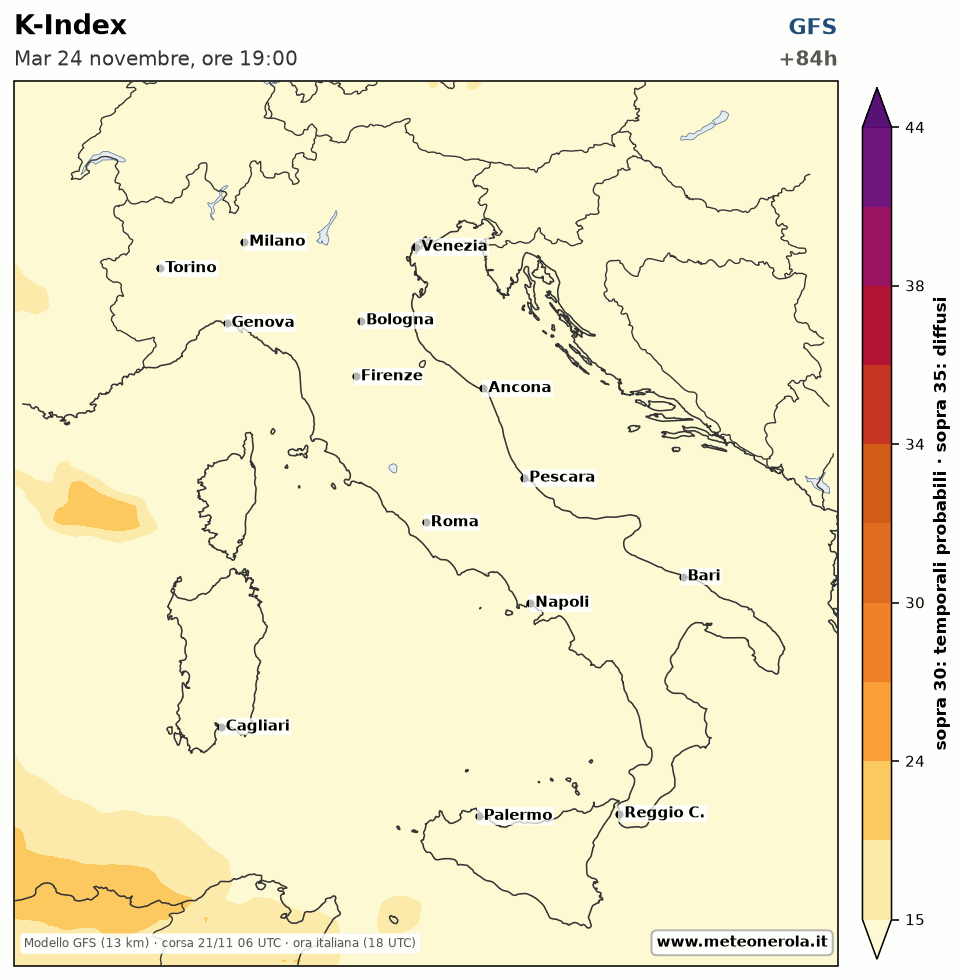 K-Index
GFS
Mar 24 novembre, ore 19:00
+84h
44
Milano
Venezia
Torino
38
Genova
Bologna
Firenze
Ancona
34
Pescara
Roma
Bari
Napoli
30
Cagliari
24
Palermo
Reggio C.
15
sopra 30: temporali probabili · sopra 35: diffusi
Modello GFS (13 km) · corsa 21/11 06 UTC · ora italiana (18 UTC)
www.meteonerola.it